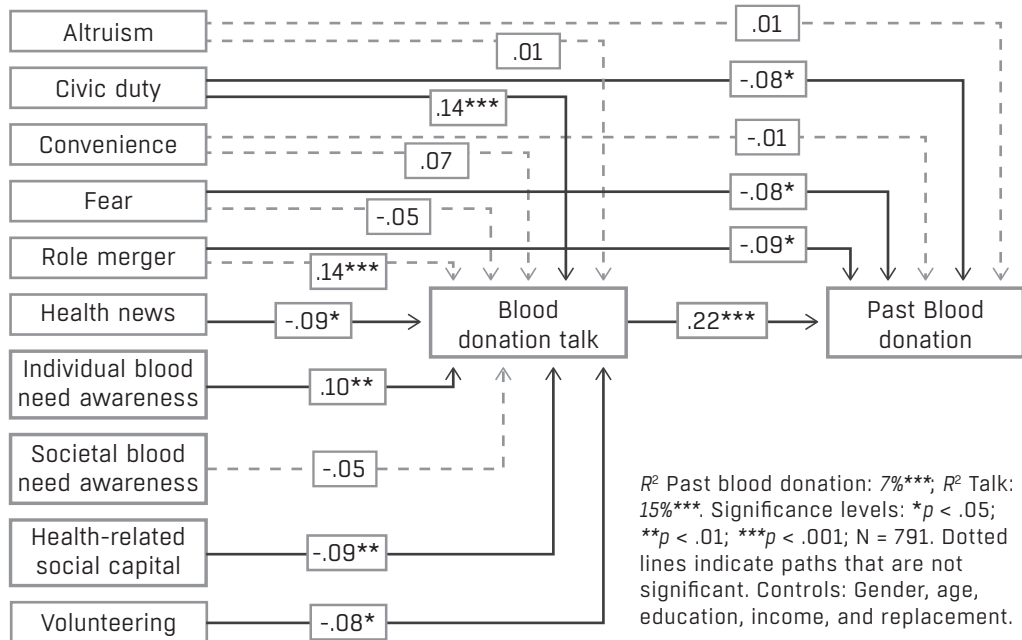 Altruism
.01
.01
Civic duty
-.08*
.14***
Convenience
-.01
.07
Fear
-.08*
-.05
Role merger
-.09*
.14***
Health news
-.09*
Blood
donation talk
.22***
Past Blood
donation
Individual blood
need awareness
.10**
Societal blood
need awareness
-.05
Health-related
social capital
-.09**
Volunteering
-.08*
R² Past blood donation: 7%***; R² Talk:
15%***. Significance levels: *p < .05;
**p < .01; ***p < .001; N = 791. Dotted
lines indicate paths that are not
significant. Controls: Gender, age,
education, income, and replacement.